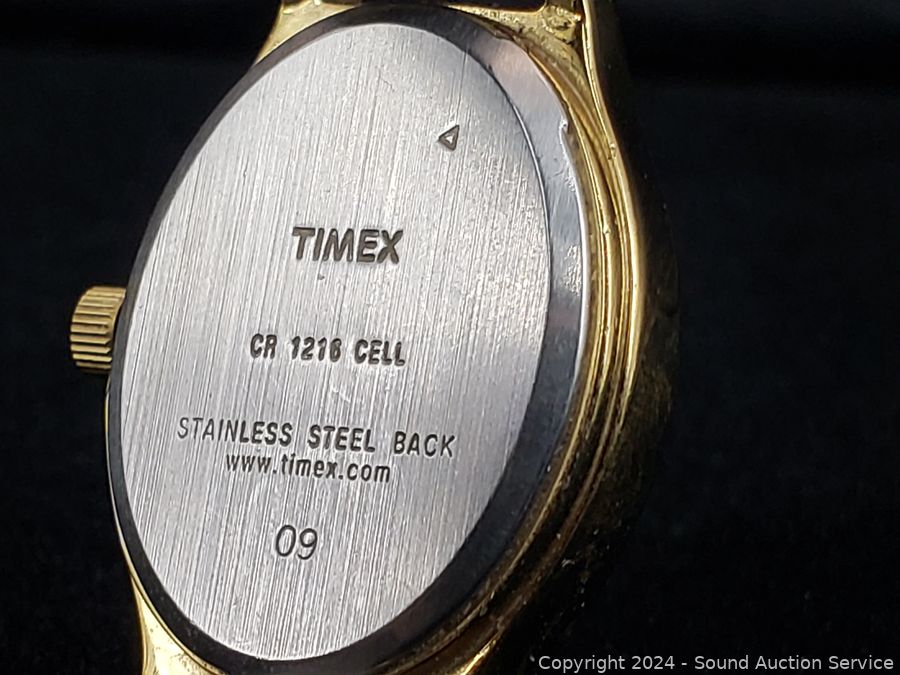 TIMEX
CR 1216 CELL
STAINLESS STEEL BACK
www.timex.com
09
Copyright 2024 - Sound Auction Service